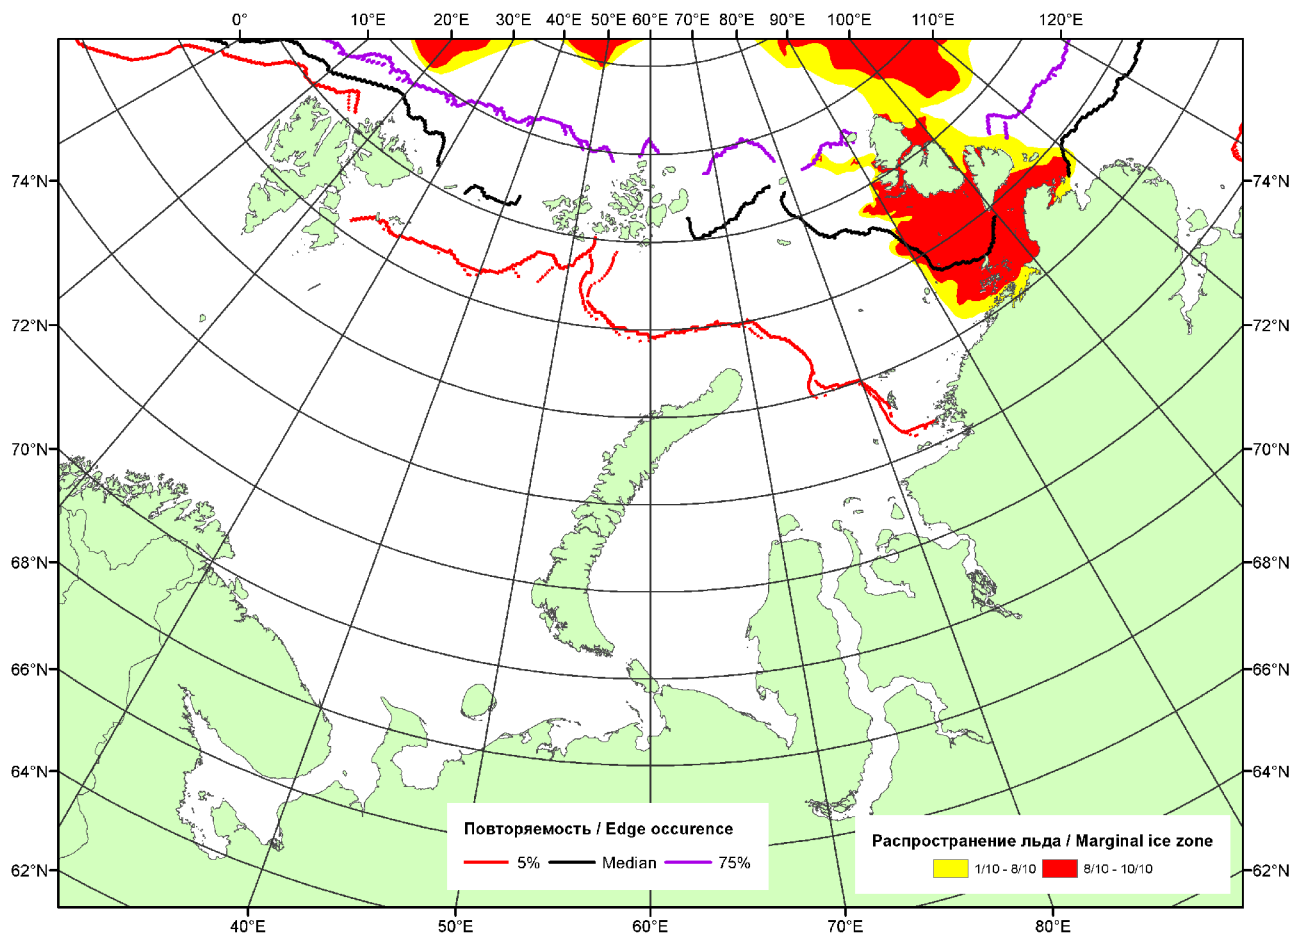 0° 10°E 20°E 30°E 40°E 50°E 60°E 70°E 80°E 90°E 100°E 110°E 120°E
74°N 74°N
72°N 72°N
70°N 70°N
68°N 68°N
66°N 66°N
64°N 64°N
62°N 62°N
Повторяемость / Edge occurence
5% Median 75%
Распространение льда / Marginal ice zone
1/10 - 8/10 8/10 - 10/10
40°E 50°E 60°E 70°E 80°E